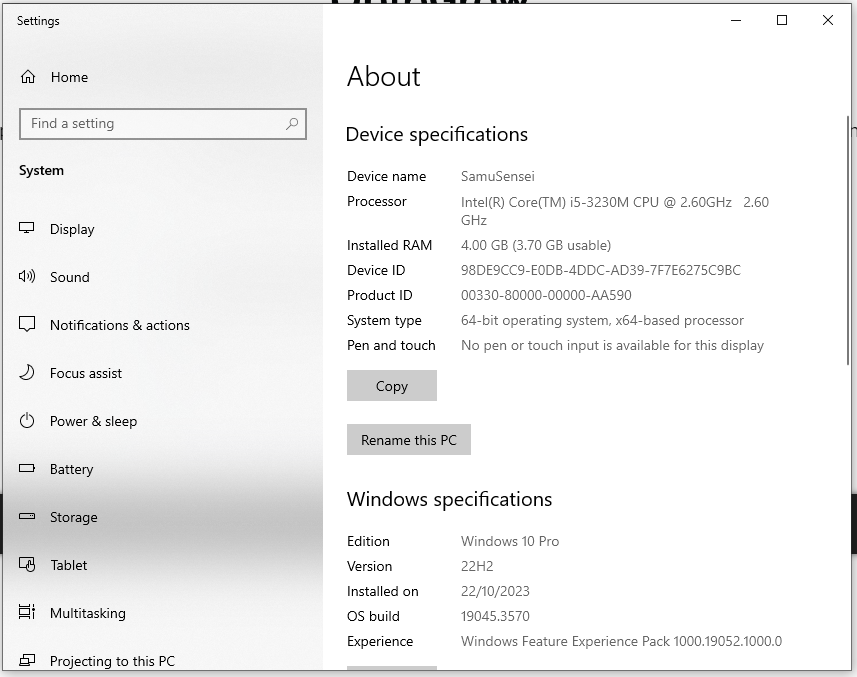 Settings
Home
Find a setting
System
Display
Sound
Notifications & actions
Focus assist
Power & sleep
Battery
Storage
Tablet
Multitasking
Projecting to this PC
About
Device specifications
Device name SamuSensei
Processor Intel(R) Core(TM) i5-3230M CPU @ 2.60GHz 2.60
GHz
Installed RAM 4.00 GB (3.70 GB usable)
Device ID 98DE9CC9-E0DB-4DDC-AD39-7F7E6275C9BC
Product ID 00330-80000-00000-AA590
System type 64-bit operating system, x64-based processor
Pen and touch No pen or touch input is available for this display
Copy
Rename this PC
Windows specifications
Edition Windows 10 Pro
Version 22H2
Installed on 22/10/2023
OS build 19045.3570
Experience Windows Feature Experience Pack 1000.19052.1000.0